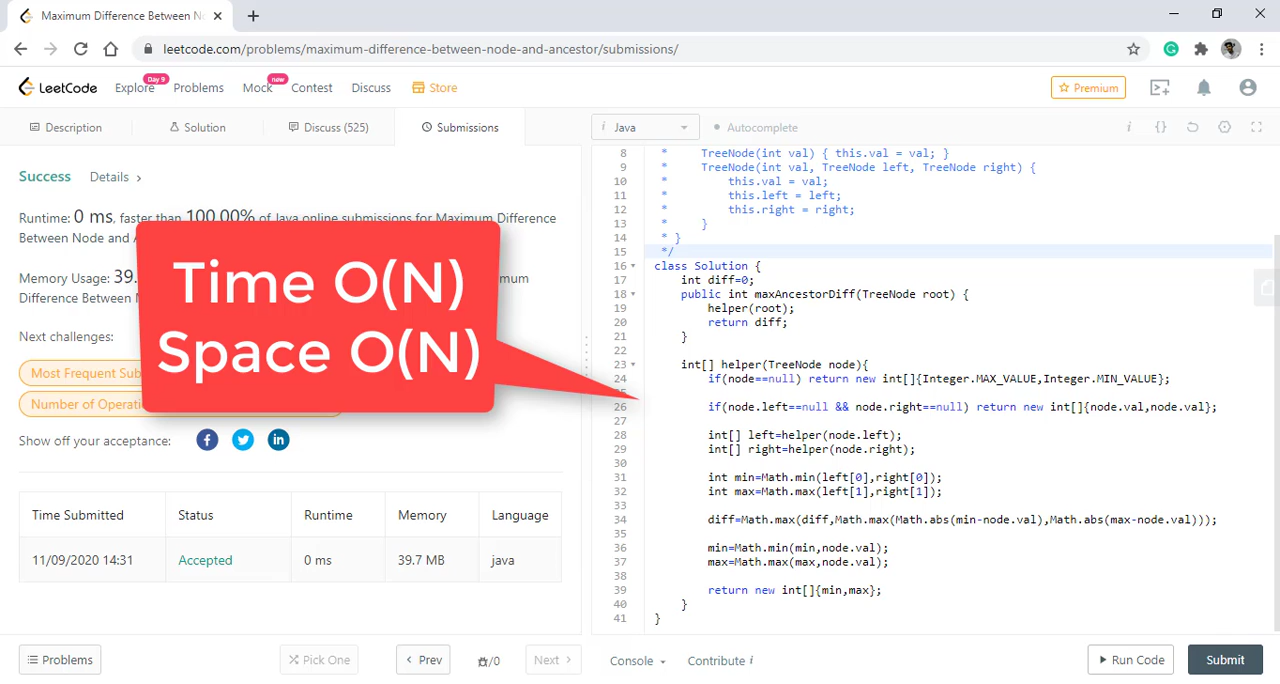 Maximum Difference Between N
leetcode.com/problems/maximum-difference-between-node-and-ancestor/submissions/
LeetCode
Explore
Day 9
Problems
Mock
new
Contest
Discuss
Store
Premium
Description
Solution
Discuss (525)
Submissions
i Java
Autocomplete
i
{}
Success
Details
Runtime: 0 ms, faster than 100.00% of Java online submissions for Maximum Difference
Between Node and A
Memory Usage: 39.
mum
Difference Between N
Next challenges:
Most Frequent Sub
Number of Operati
Show off your acceptance:
Time O(N)
Space O(N)
Time Submitted Status Runtime Memory Language
11/09/2020 14:31 Accepted 0 ms 39.7 MB java
8 * TreeNode(int val) { this.val = val; }
9 * TreeNode(int val, TreeNode left, TreeNode right) {
10 * this.val = val;
11 * this.left = left;
12 * this.right = right;
13 * }
14 * }
15 */
16 class Solution {
17 int diff=0;
18 public int maxAncestorDiff(TreeNode root) {
19 helper(root);
20 return diff;
21 }
22
23 int[] helper(TreeNode node){
24 if(node==null) return new int[]{Integer.MAX_VALUE,Integer.MIN_VALUE};
26 if(node.left==null && node.right==null) return new int[]{node.val,node.val};
27
28 int[] left=helper(node.left);
29 int[] right=helper(node.right);
30
31 int min=Math.min(left[0],right[0]);
32 int max=Math.max(left[1],right[1]);
33
34 diff=Math.max(diff,Math.max(Math.abs(min-node.val),Math.abs(max-node.val)));
35
36 min=Math.min(min,node.val);
37 max=Math.max(max,node.val);
38
39 return new int[]{min,max};
40 }
41 }
Problems
Pick One
Prev
/0
Next
Console
Contribute i
Run Code
Submit